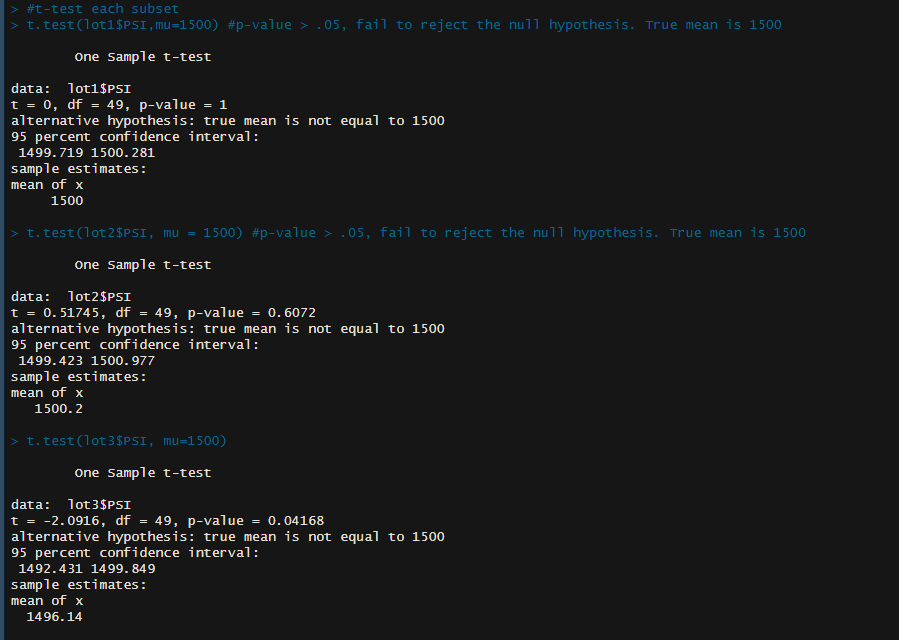 > #t-test each subset
> t.test(lot1$PSI,mu=1500) #p-value > .05, fail to reject the null hypothesis. True mean is 1500
One Sample t-test
data: lot1$PSI
t = 0, df = 49, p-value = 1
alternative hypothesis: true mean is not equal to 1500
95 percent confidence interval:
1499.719 1500.281
sample estimates:
mean of x
1500
> t.test(lot2$PSI, mu = 1500) #p-value > .05, fail to reject the null hypothesis. True mean is 1500
One Sample t-test
data: lot2$PSI
t = 0.51745, df = 49, p-value = 0.6072
alternative hypothesis: true mean is not equal to 1500
95 percent confidence interval:
1499.423 1500.977
sample estimates:
mean of x
1500.2
> t.test(lot3$PSI, mu=1500)
One Sample t-test
data: lot3$PSI
t = -2.0916, df = 49, p-value = 0.04168
alternative hypothesis: true mean is not equal to 1500
95 percent confidence interval:
1492.431 1499.849
sample estimates:
mean of x
1496.14